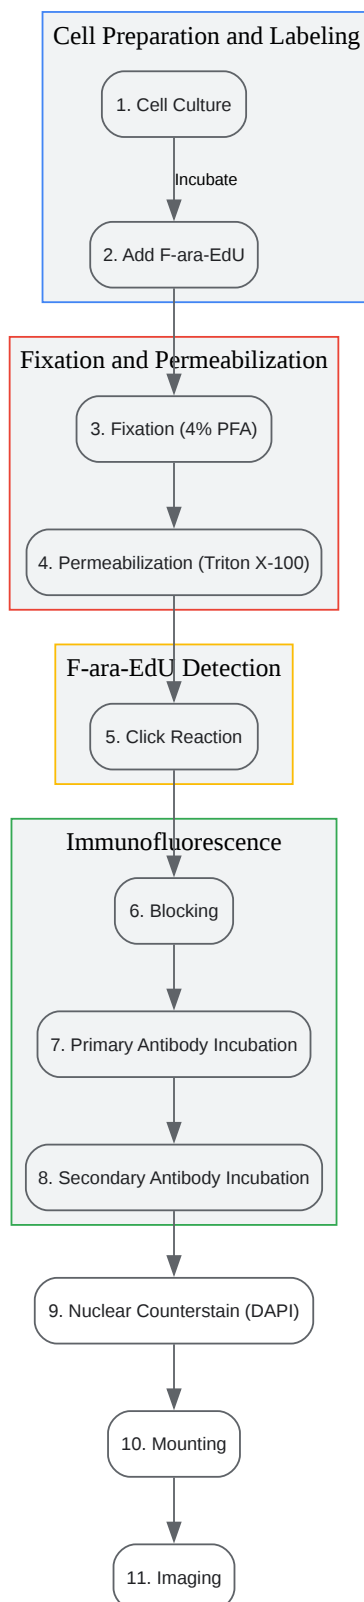 Cell Preparation and Labeling
1. Cell Culture
Incubate
2. Add F-ara-EdU
Fixation and Permeabilization
3. Fixation (4% PFA)
4. Permeabilization (Triton X-100)
F-ara-EdU Detection
5. Click Reaction
Immunofluorescence
6. Blocking
7. Primary Antibody Incubation
8. Secondary Antibody Incubation
9. Nuclear Counterstain (DAPI)
10. Mounting
11. Imaging